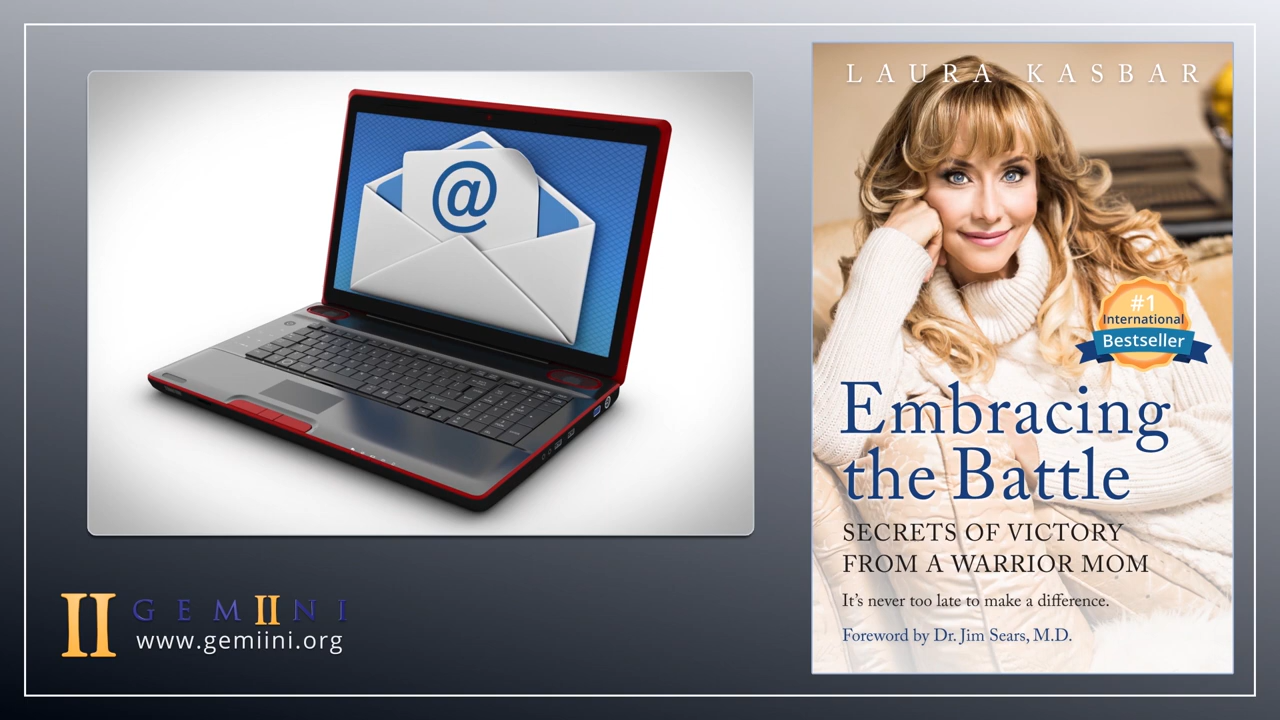 @
II GEMIINI
www.gemiini.org
LAURA KASBAR
#1
International
Bestseller
Embracing
the Battle
SECRETS OF VICTORY
FROM A WARRIOR MOM
It’s never too late to make a difference.
Foreword by Dr. Jim Sears, M.D.